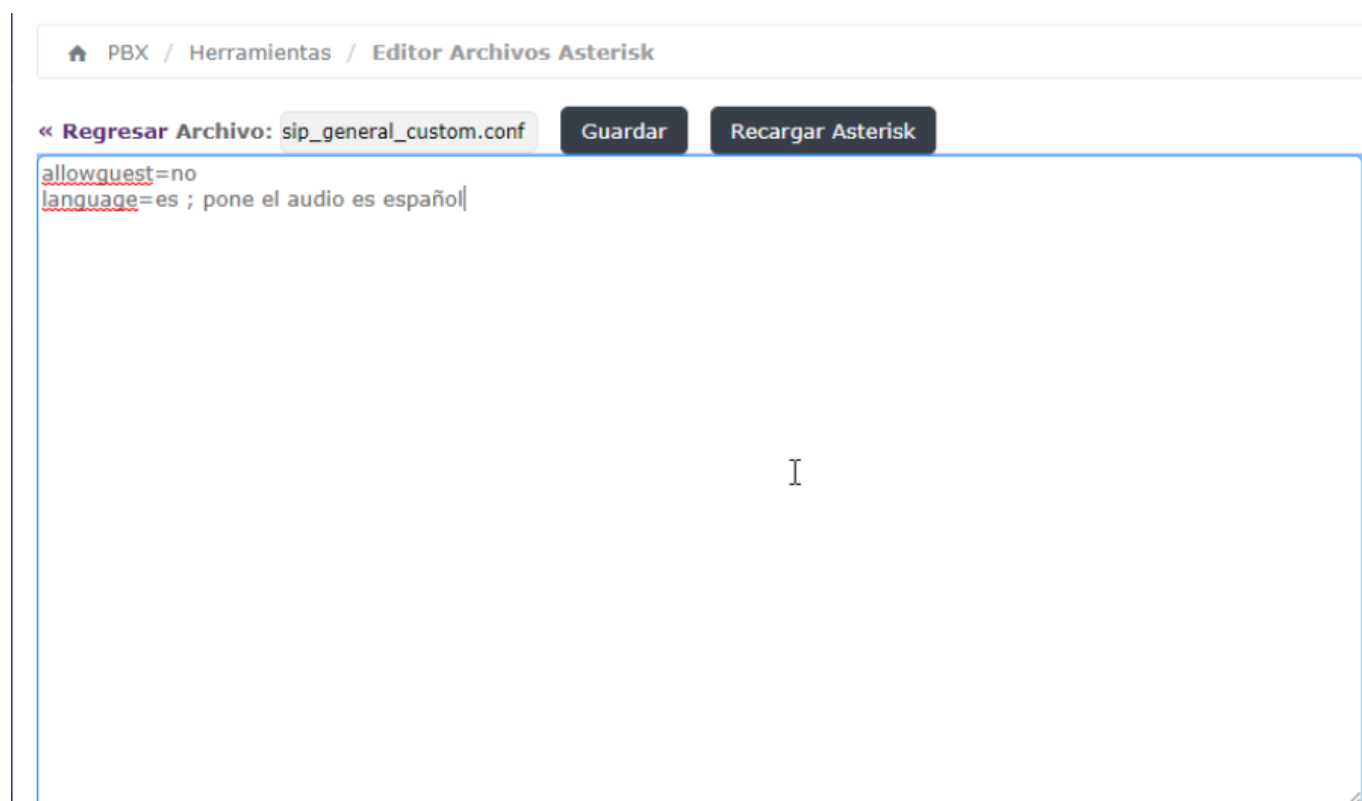 PBX / Herramientas / Editor Archivos Asterisk
« Regresar Archivo: sip_general_custom.conf Guardar Recargar Asterisk
allowguest=no
language=es ; pone el audio es español